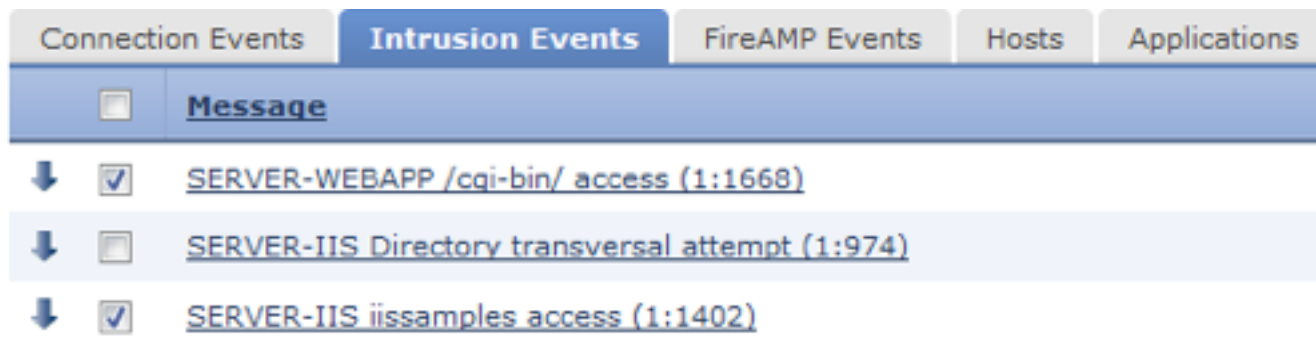 Connection Events Intrusion Events FireAMP Events Hosts Applications
Message
SERVER-WEBAPP /cgi-bin/ access (1:1668)
SERVER-IIS Directory transversal attempt (1:974)
SERVER-IIS iissamples access (1:1402)